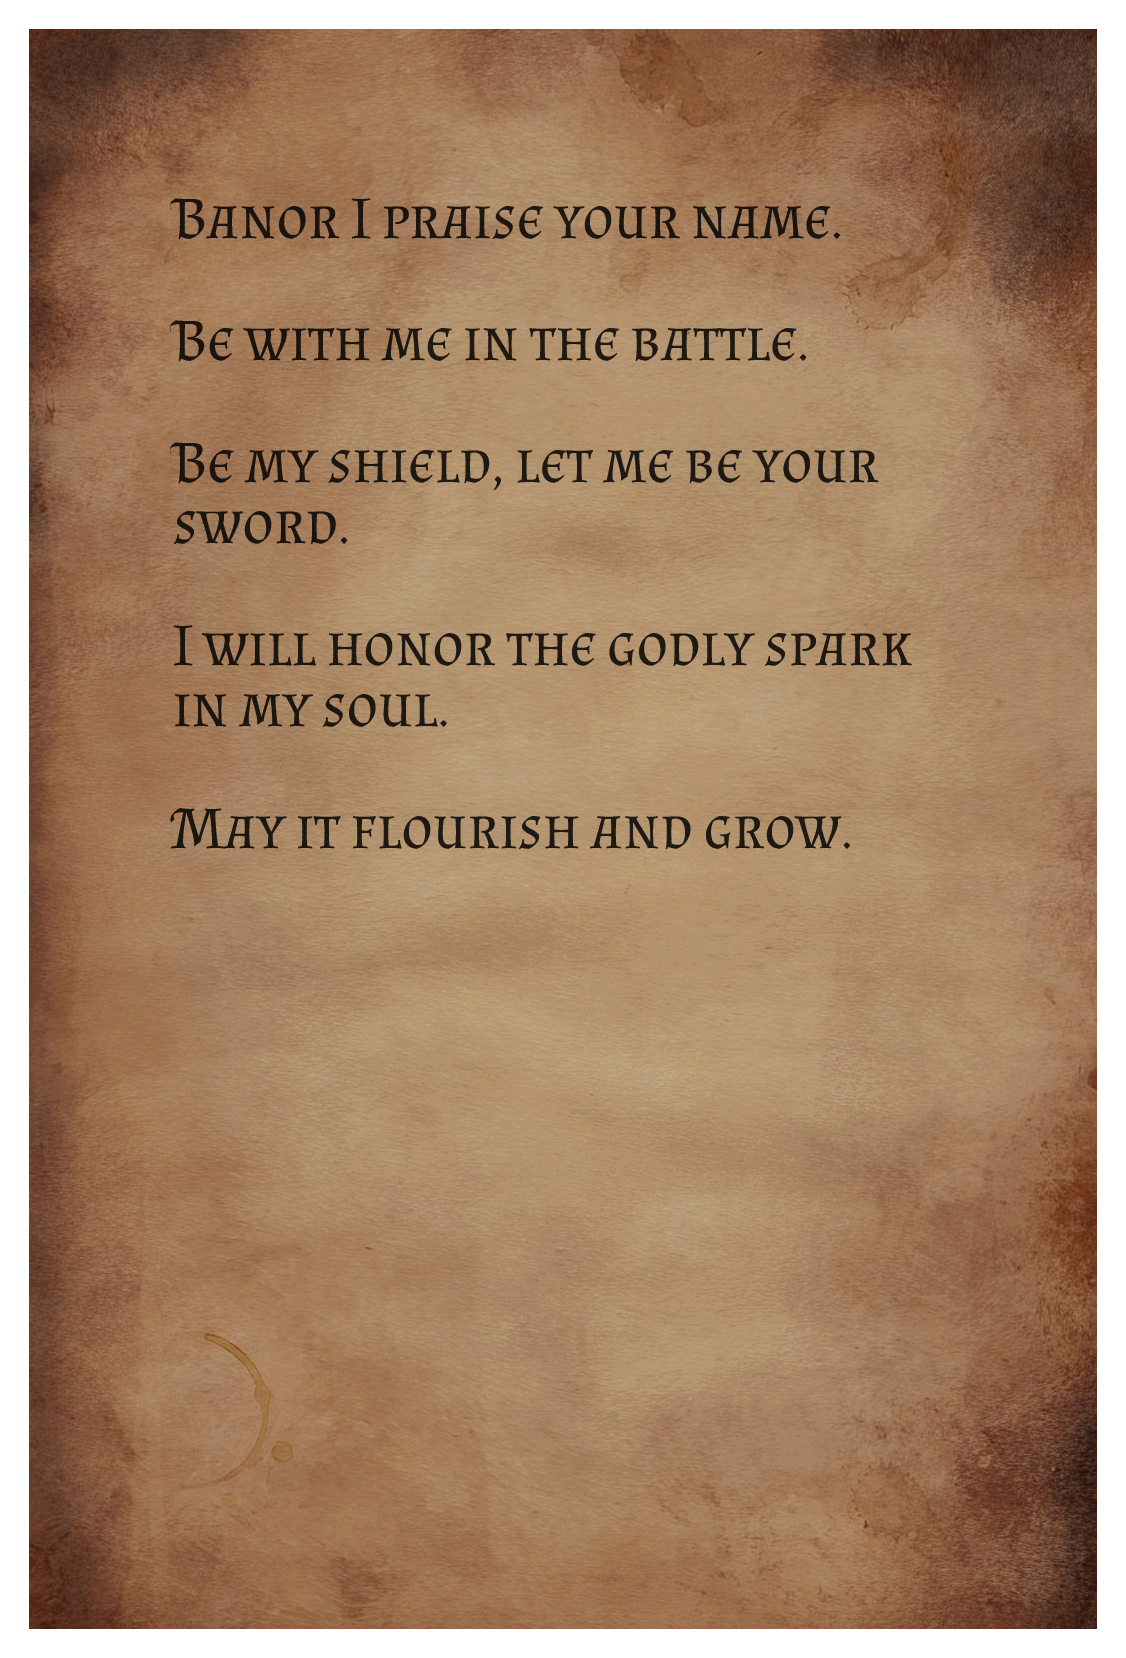 Banor I praise your name.
Be with me in the battle.
Be my shield, let me be your
sword.
I will honor the godly spark
in my soul.
May it flourish and grow.